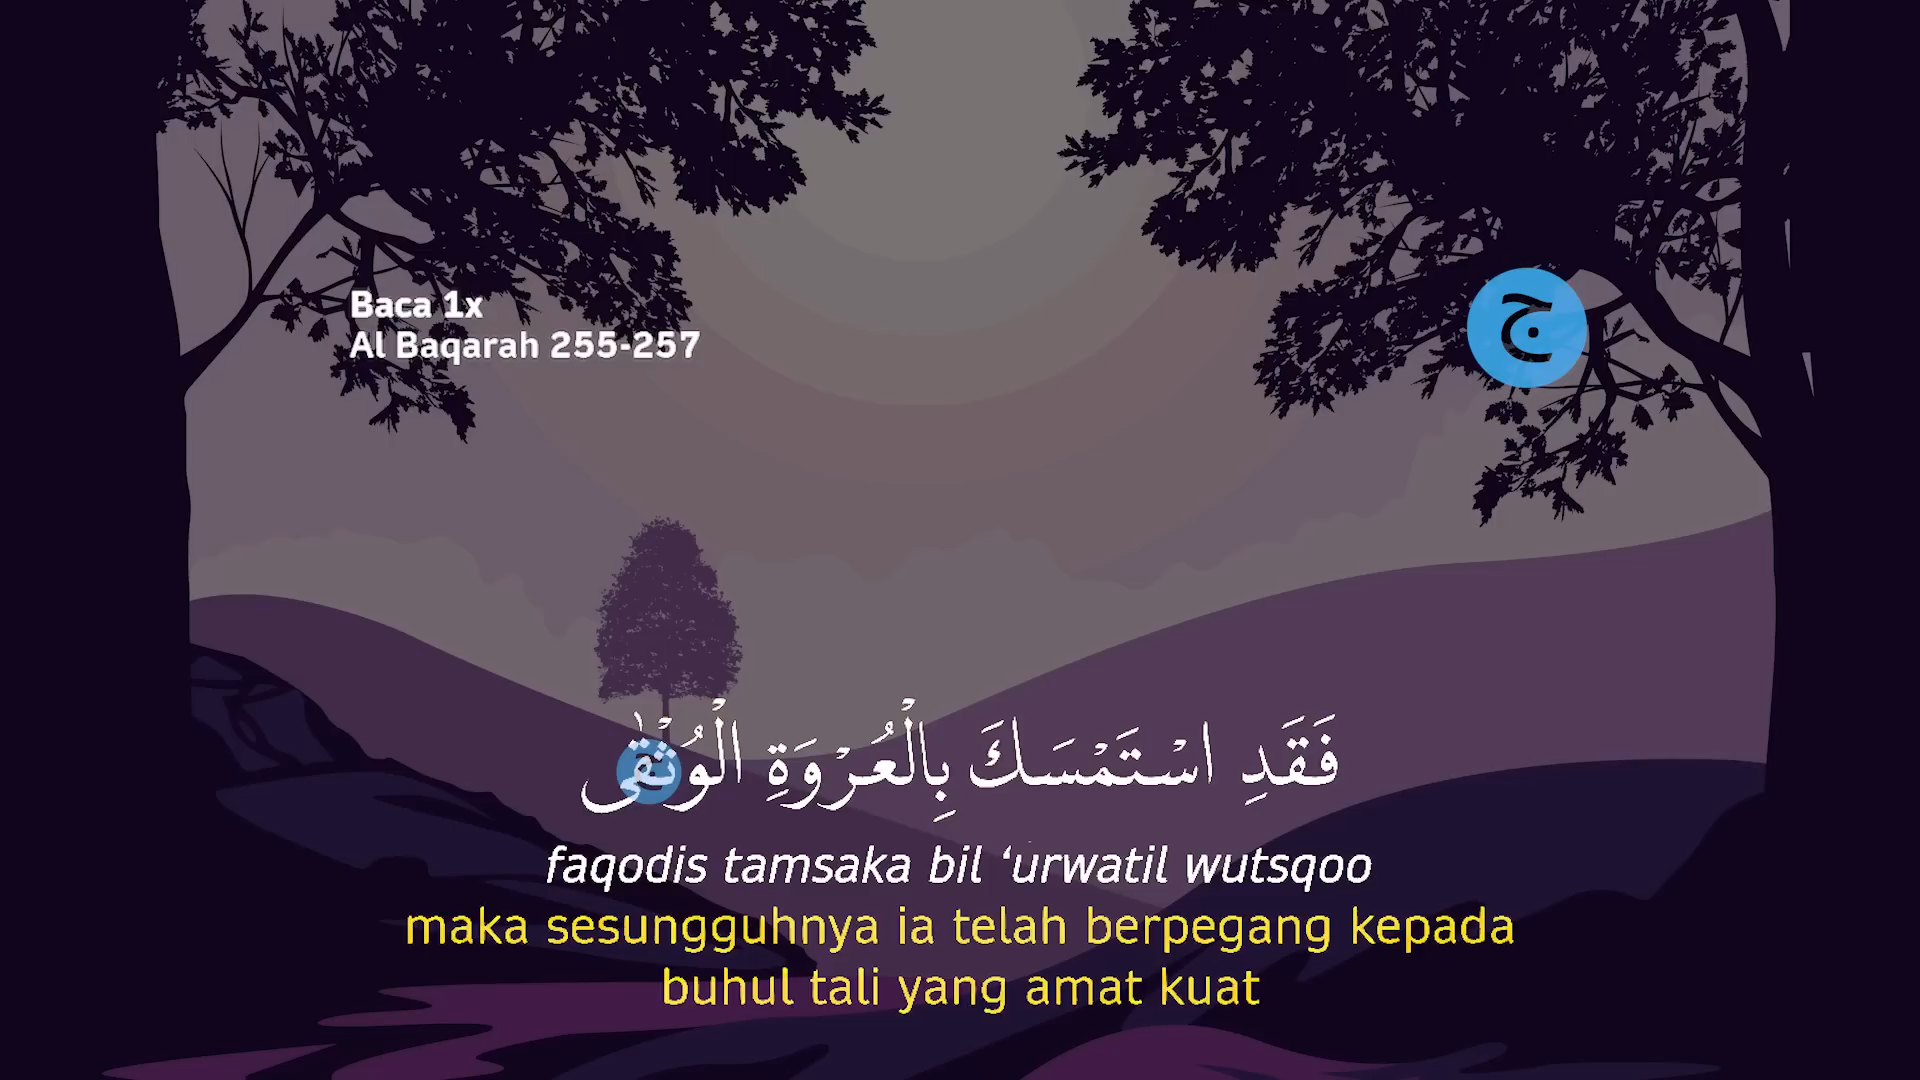 Baca 1x
Al Baqarah 255-257
ج
فَقَدِ اسْتَمْسَكَ بِالْعُرْوَةِ الْوُثْقٰى
faqodis tamsaka bil ‘urwatil wutsqoo
maka sesungguhnya ia telah berpegang kepada
buhul tali yang amat kuat